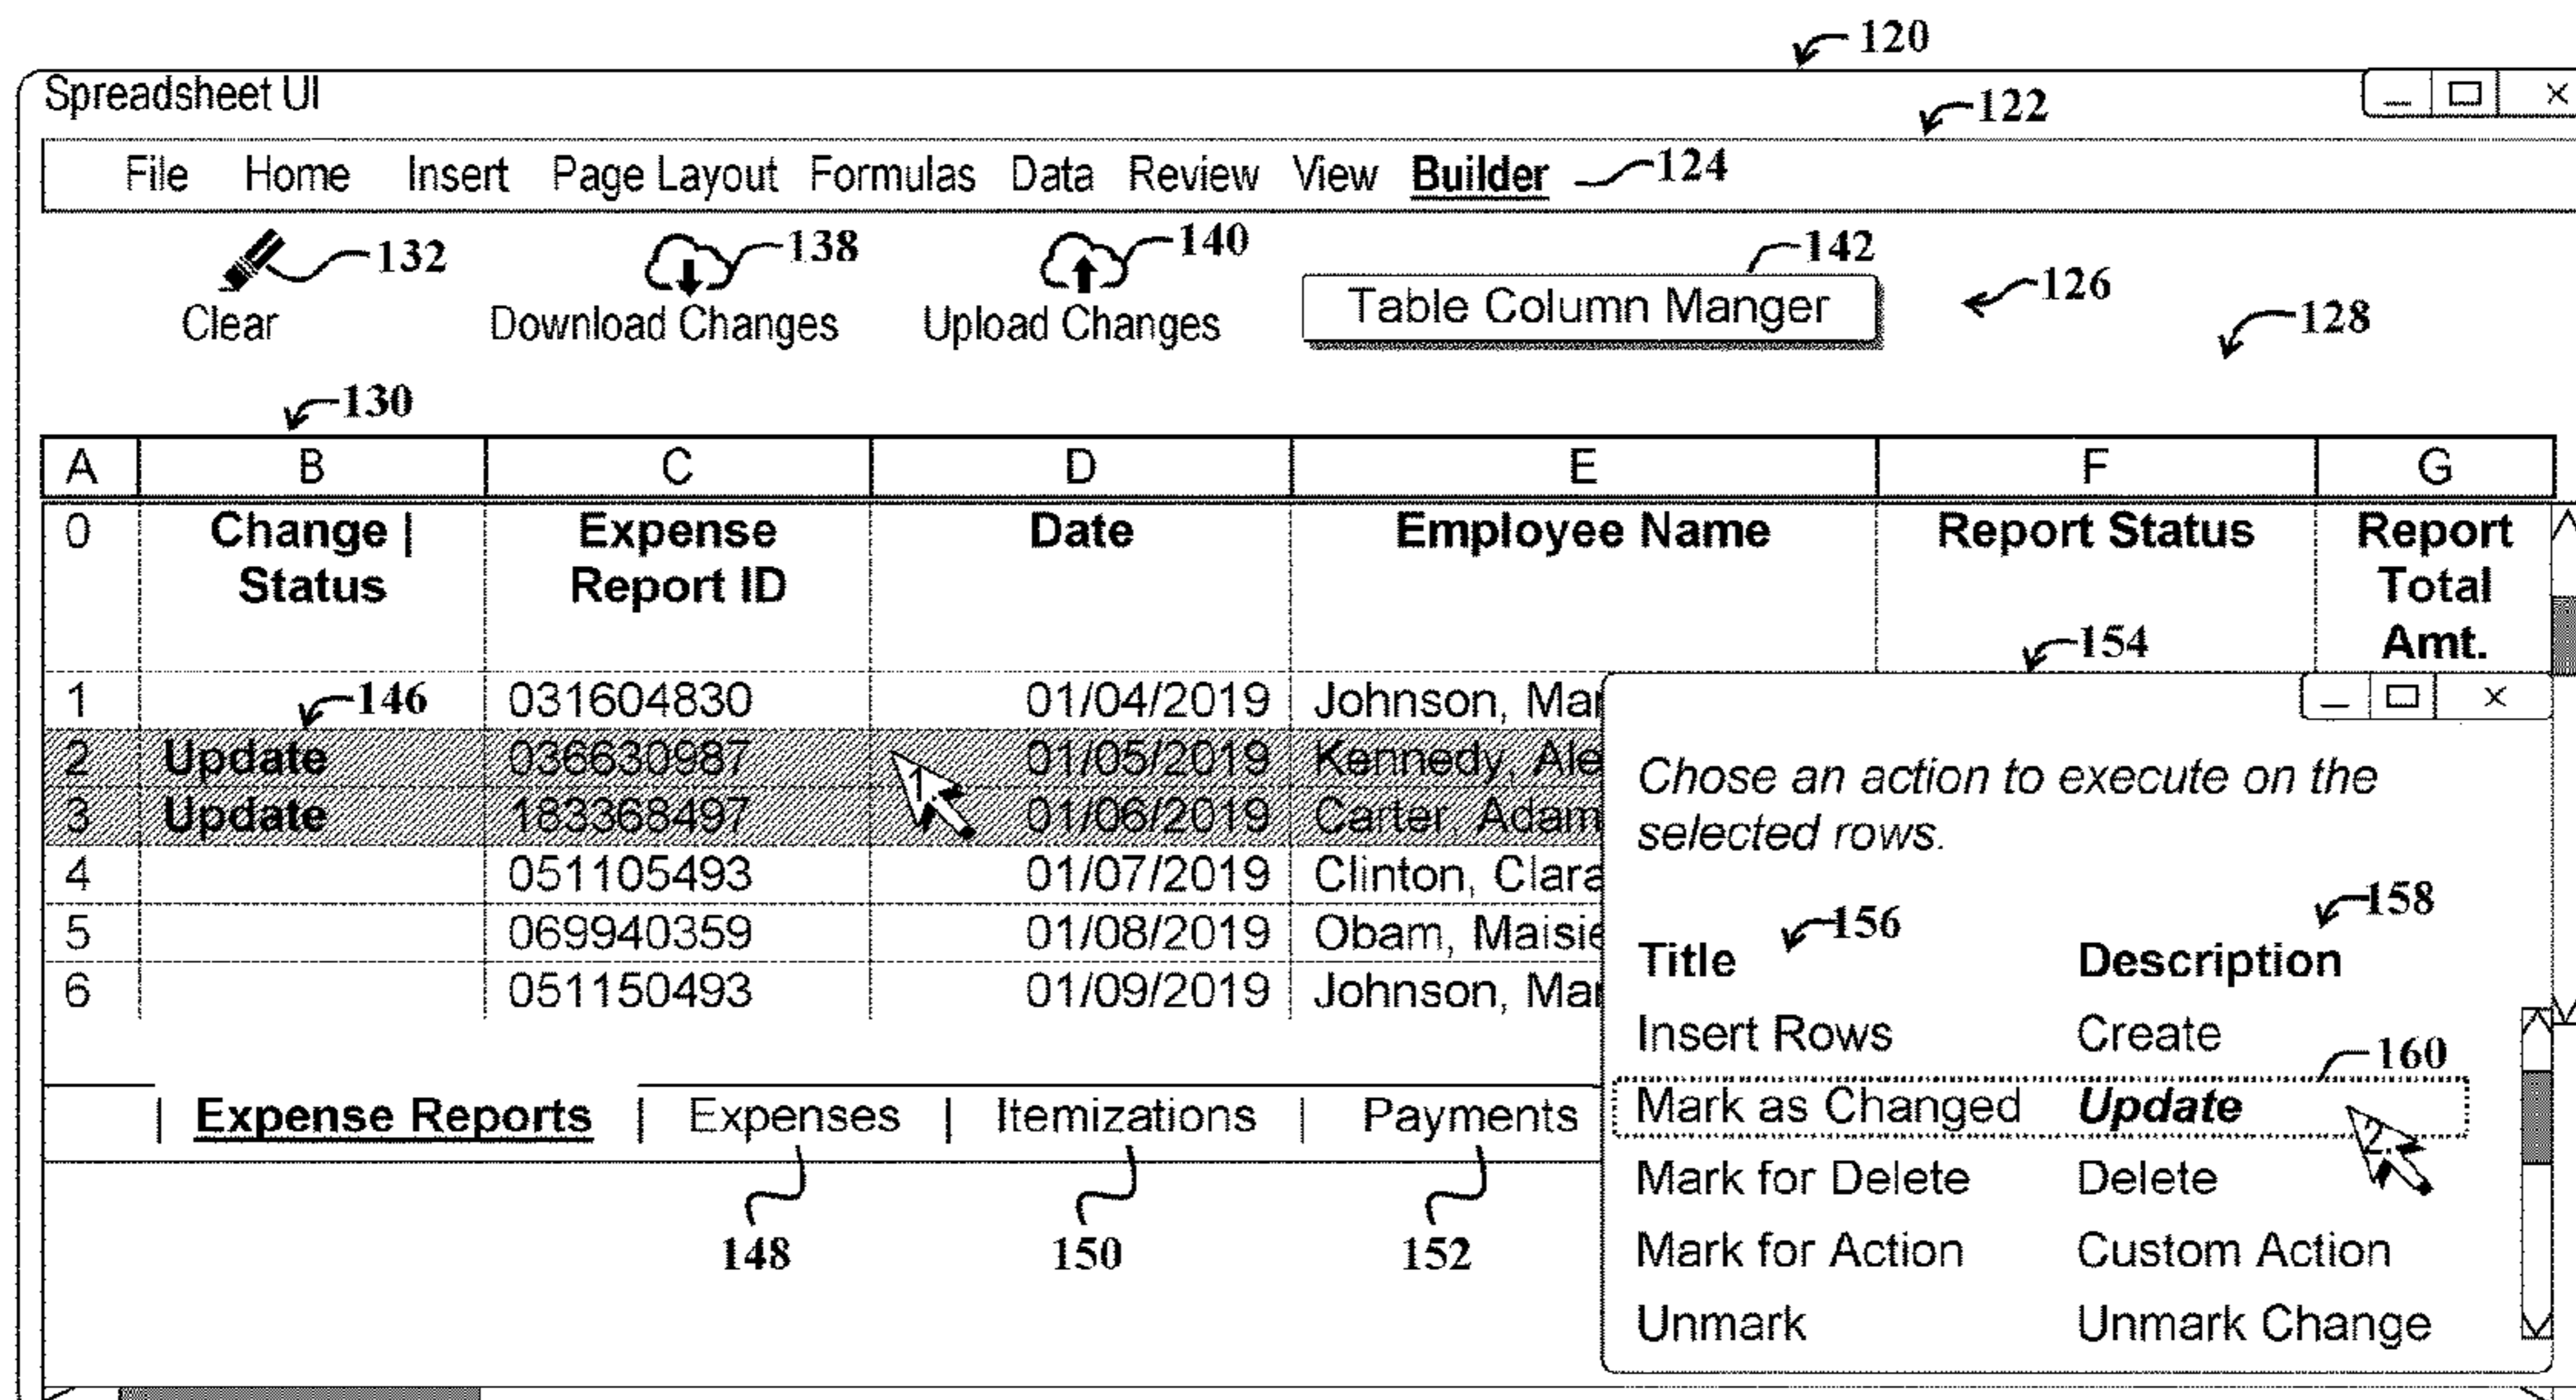 120
Spreadsheet UI
122
File Home Insert Page Layout Formulas Data Review View Builder 124
132 138 140 142
Clear Download Changes Upload Changes Table Column Manger 126
128
130
A B C D E F G
0 Change | Expense Date Employee Name Report Status Report
Status Report ID Total
154 Amt.
1 146 031604830 01/04/2019 Johnson, Mar
2 Update 036630987 1. 01/05/2019 Kennedy, Ale
3 Update 183368497 01/06/2019 Carter, Adam
4 051105493 01/07/2019 Clinton, Clara
5 069940359 01/08/2019 Obam, Maisie
6 051150493 01/09/2019 Johnson, Mar
| Expense Reports | Expenses | Itemizations | Payments
148 150 152
Chose an action to execute on the
selected rows.
156 158
Title Description
Insert Rows Create
160
Mark as Changed Update
2.
Mark for Delete Delete
Mark for Action Custom Action
Unmark Unmark Change